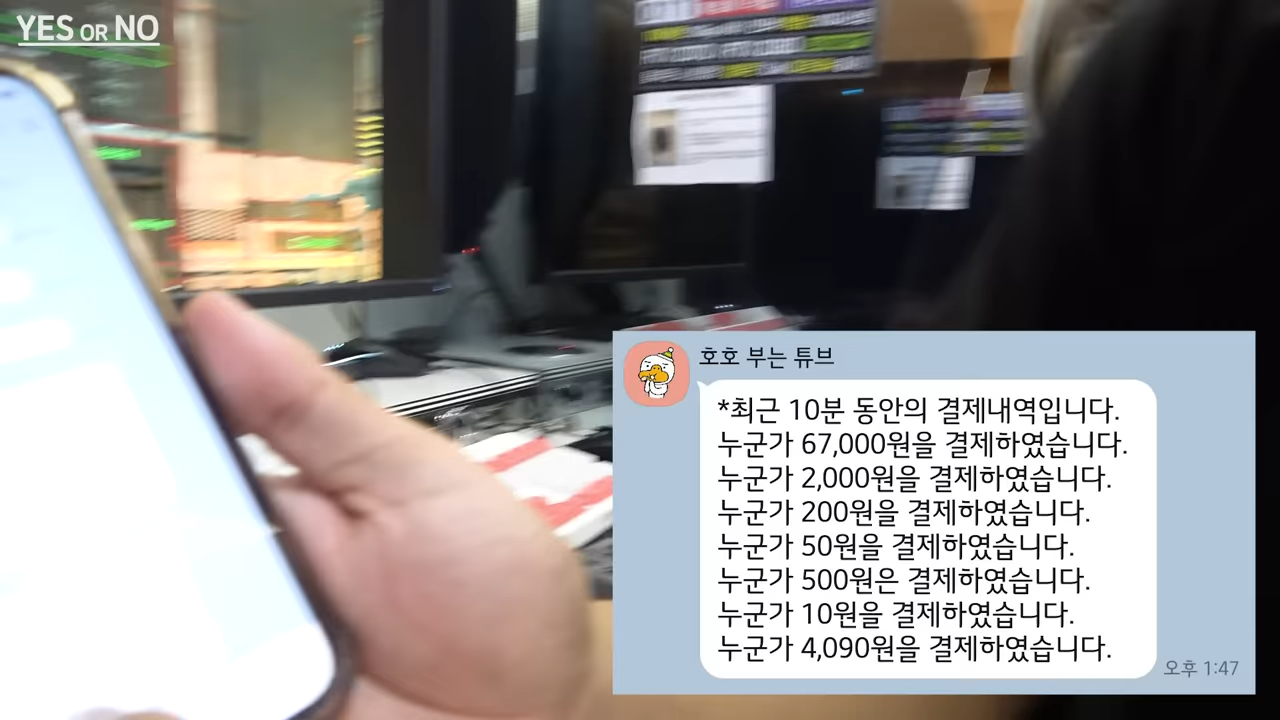 YES OR NO
호호 부는 튜브
*최근 10분 동안의 결제내역입니다.
누군가 67,000원을 결제하였습니다.
누군가 2,000원을 결제하였습니다.
누군가 200원을 결제하였습니다.
누군가 50원을 결제하였습니다.
누군가 500원은 결제하였습니다.
누군가 10원을 결제하였습니다.
누군가 4,090원을 결제하였습니다.
오후 1:47